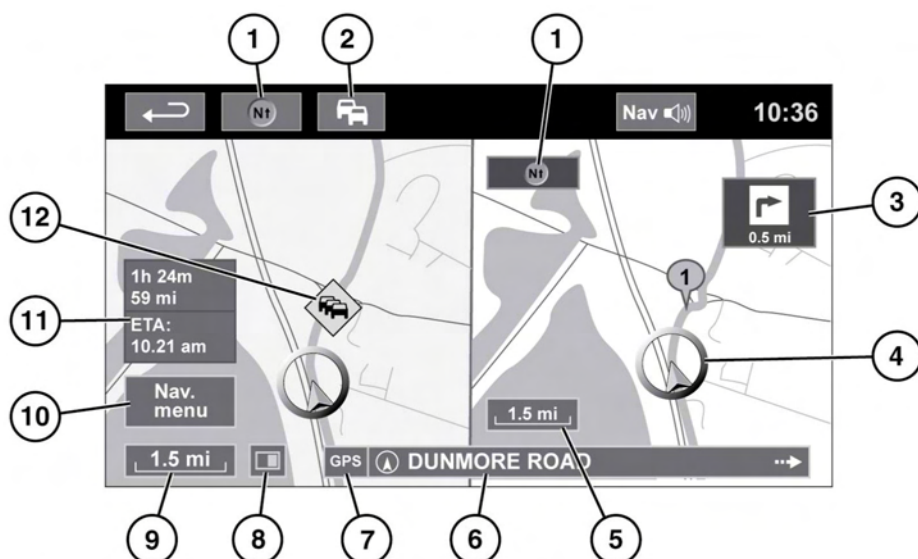 1
2
1
Nt
Nav
10:36
Nt
3
0.5 mi
12
1
1h 24m
59 mi
11
ETA:
10.21 am
4
Nav.
menu
10
1.5 mi
1.5 mi
GPS
DUNMORE ROAD
9
8
7
6
5